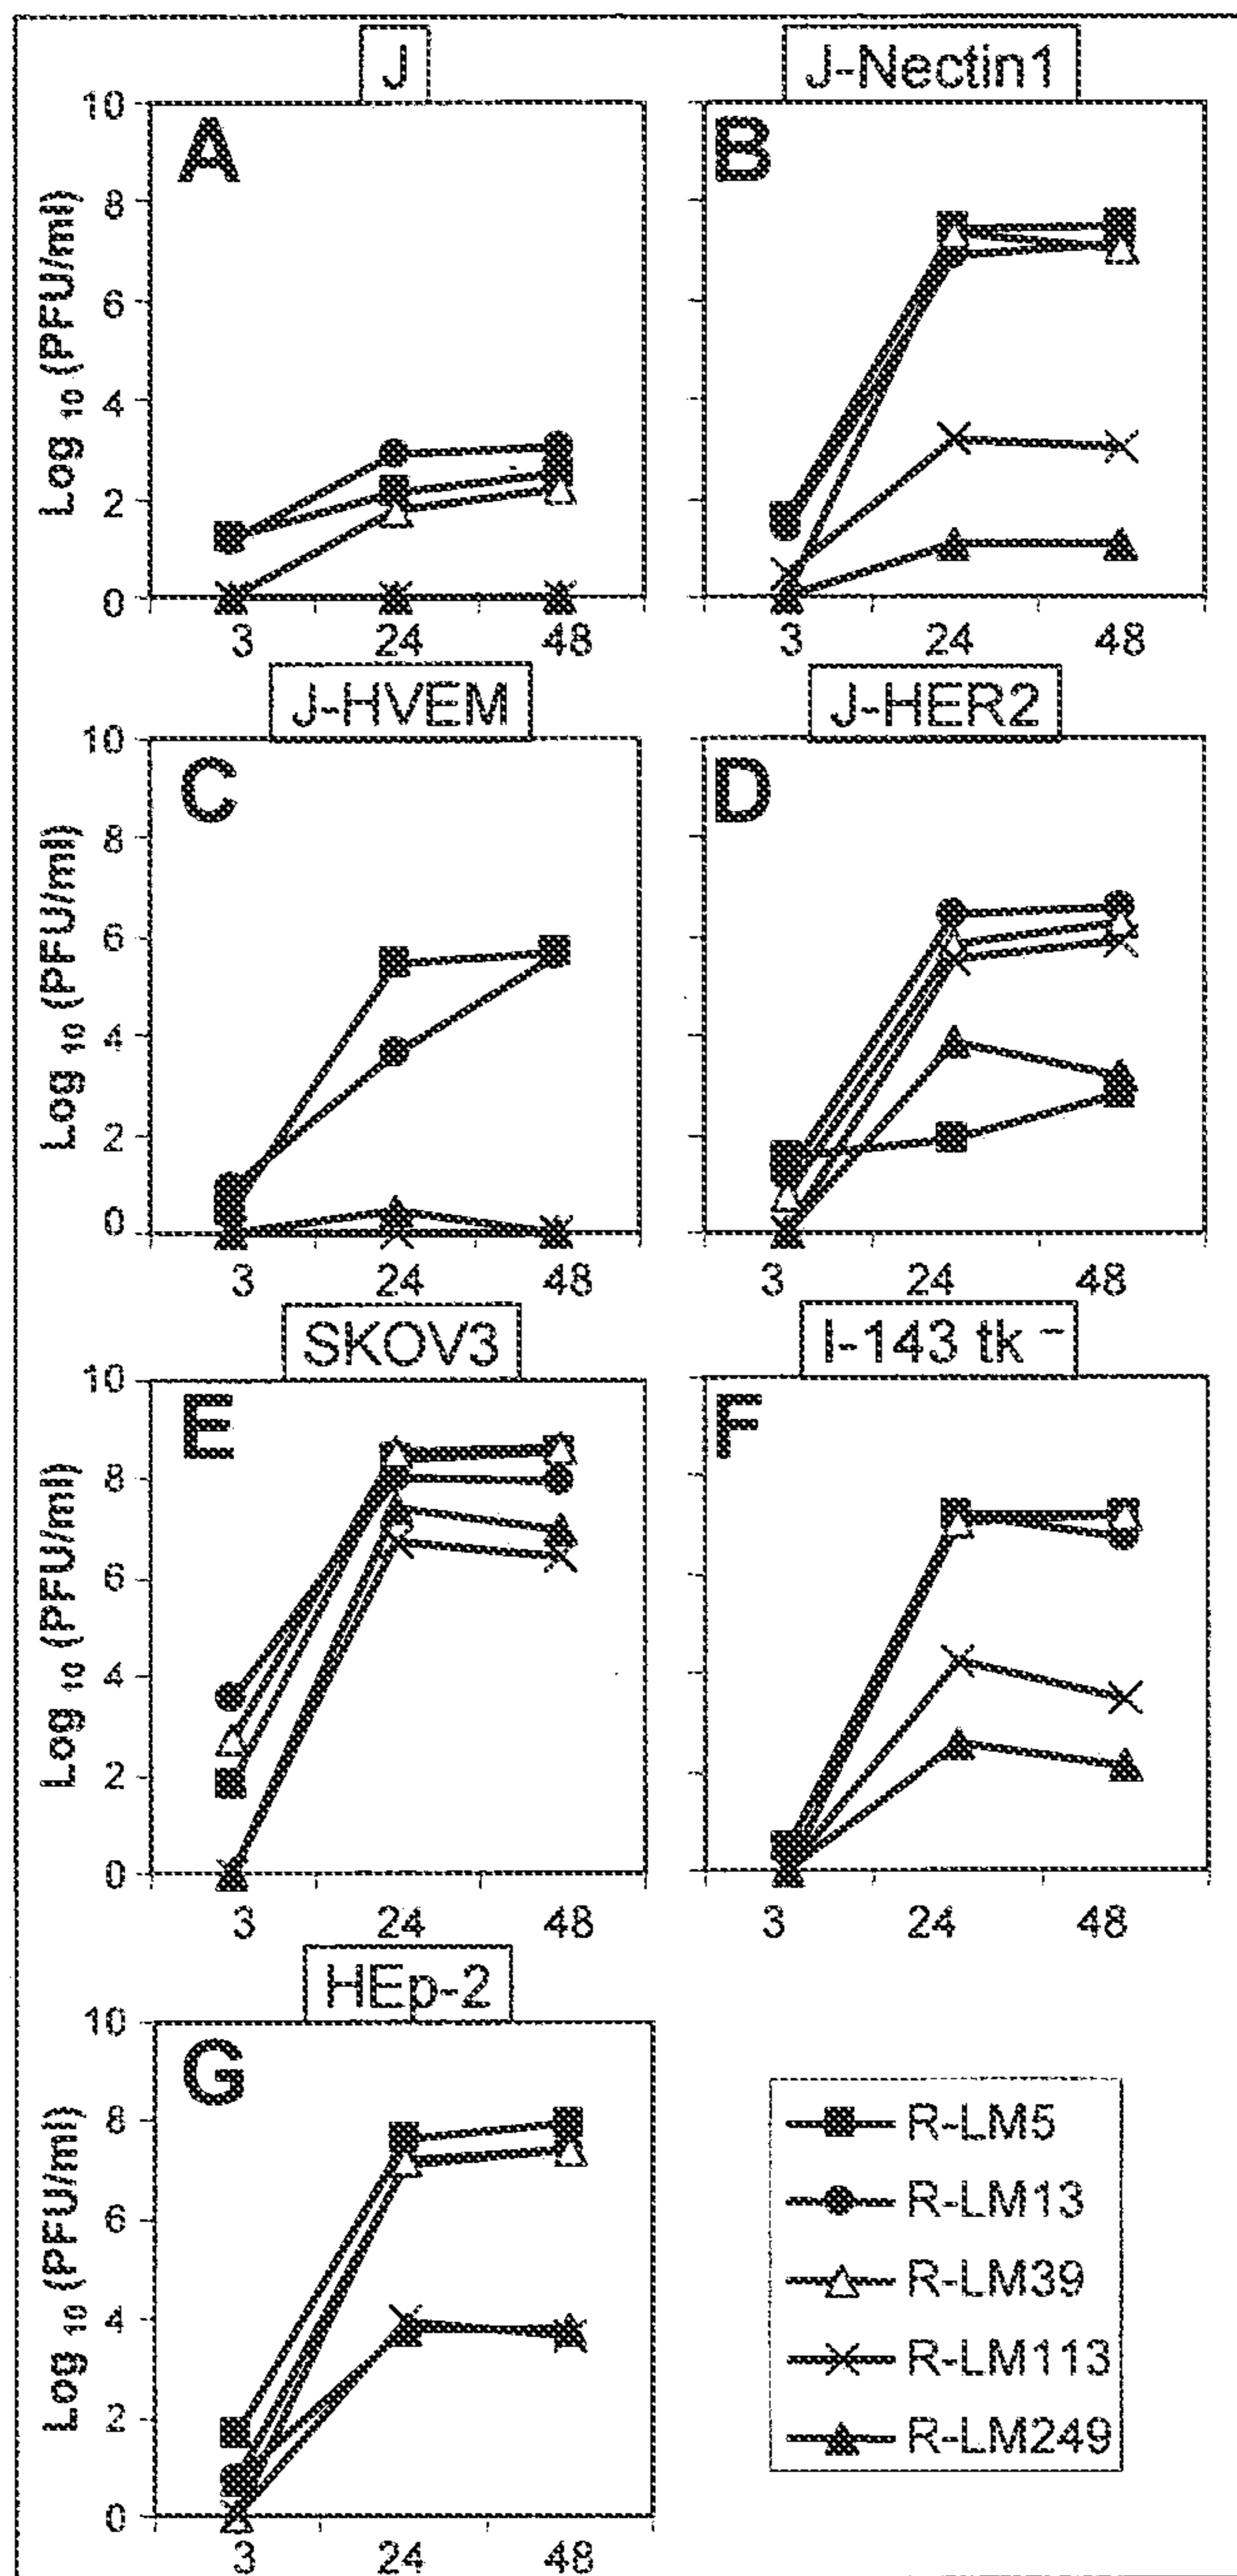 J
J-Nectin1
A
B
Log 10 (PFU/ml)
10
8
6
4
2
0
3 24 48
3 24 48
J-HVEM
J-HER2
C
D
Log 10 (PFU/ml)
10
8
6
4
2
0
3 24 48
3 24 48
SKOV3
I-143 tk –
E
F
Log 10 (PFU/ml)
10
8
6
4
2
0
3 24 48
3 24 48
HEp-2
G
Log 10 (PFU/ml)
10
8
6
4
2
0
3 24 48
R-LM5
R-LM13
R-LM39
R-LM113
R-LM249